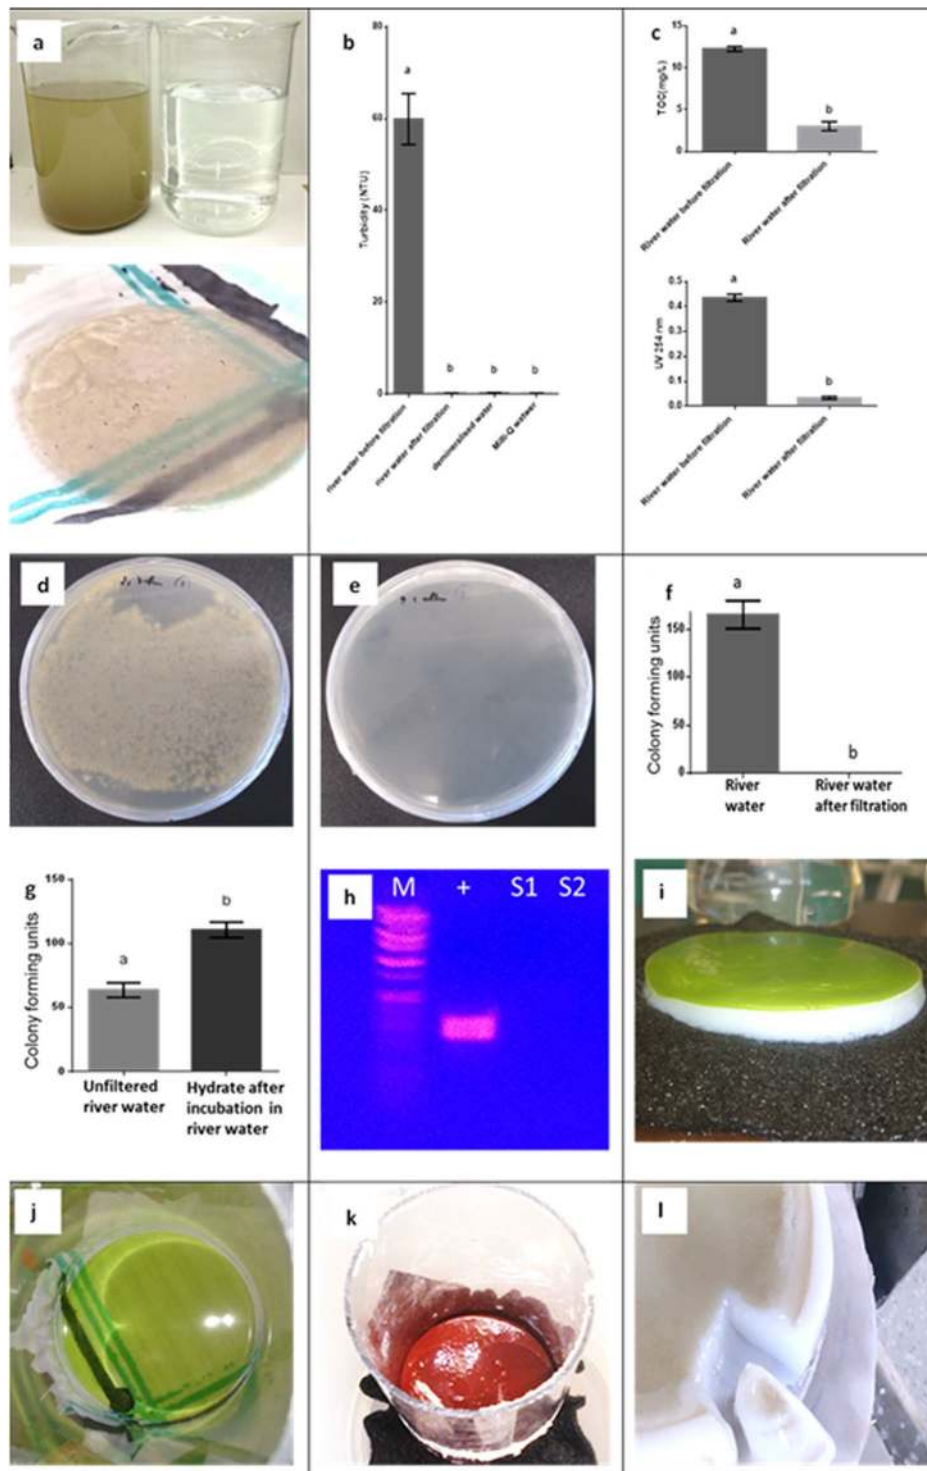 a
b
Turbidity (NTU)
60
40
20
0
a
b
b
b
river water before filtration
river water after filtration
demineralised water
Milli-Q watwer
c
TOC(mg/L)
15
10
5
0
a
b
River water before filtration
River water after filtration
UV 254 nm
0.5
0.4
0.3
0.2
0.1
0.0
a
b
River water before filtration
River water after filtration
d
e
f
Colony forming units
150
100
50
0
a
b
River
water
River water
after filtration
g
Colony forming units
150
100
50
0
a
b
Unfiltered
river water
Hydrate after
incubation in
river water
h
M + S1 S2
i
j
k
l